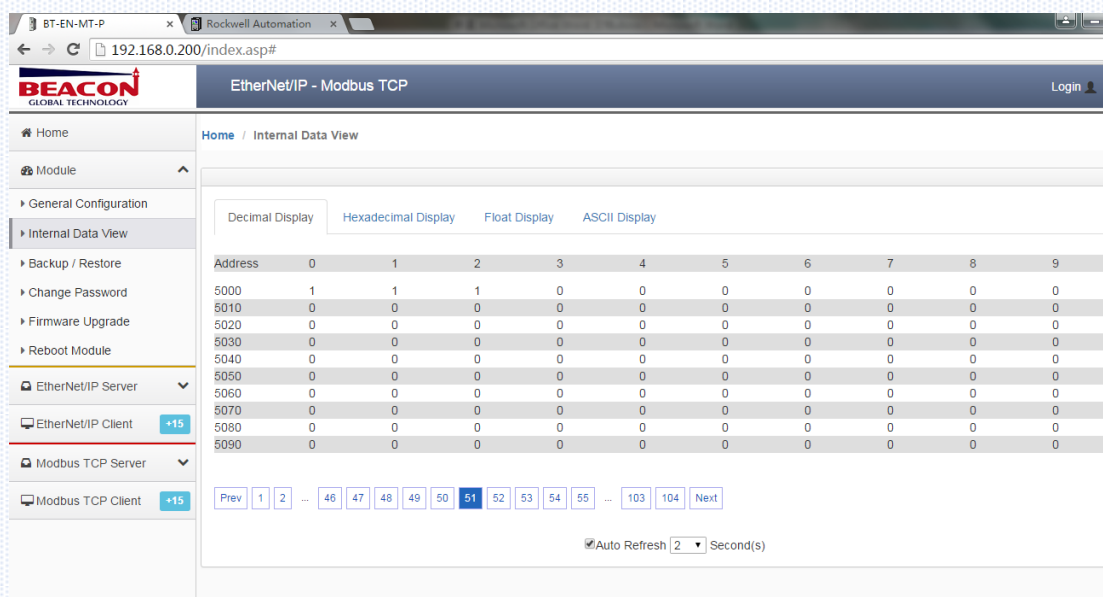 BT-EN-MT-P × Rockwell Automation ×
192.168.0.200/index.asp#
BEACON
GLOBAL TECHNOLOGY
EtherNet/IP - Modbus TCP
Login
Home
Module
General Configuration
Internal Data View
Backup / Restore
Change Password
Firmware Upgrade
Reboot Module
EtherNet/IP Server
EtherNet/IP Client +15
Modbus TCP Server
Modbus TCP Client +15
Home / Internal Data View
Decimal Display Hexadecimal Display Float Display ASCII Display
Address 0 1 2 3 4 5 6 7 8 9
5000 1 1 1 0 0 0 0 0 0 0
5010 0 0 0 0 0 0 0 0 0 0
5020 0 0 0 0 0 0 0 0 0 0
5030 0 0 0 0 0 0 0 0 0 0
5040 0 0 0 0 0 0 0 0 0 0
5050 0 0 0 0 0 0 0 0 0 0
5060 0 0 0 0 0 0 0 0 0 0
5070 0 0 0 0 0 0 0 0 0 0
5080 0 0 0 0 0 0 0 0 0 0
5090 0 0 0 0 0 0 0 0 0 0
Prev 1 2 ... 46 47 48 49 50 51 52 53 54 55 ... 103 104 Next
Auto Refresh 2 Second(s)